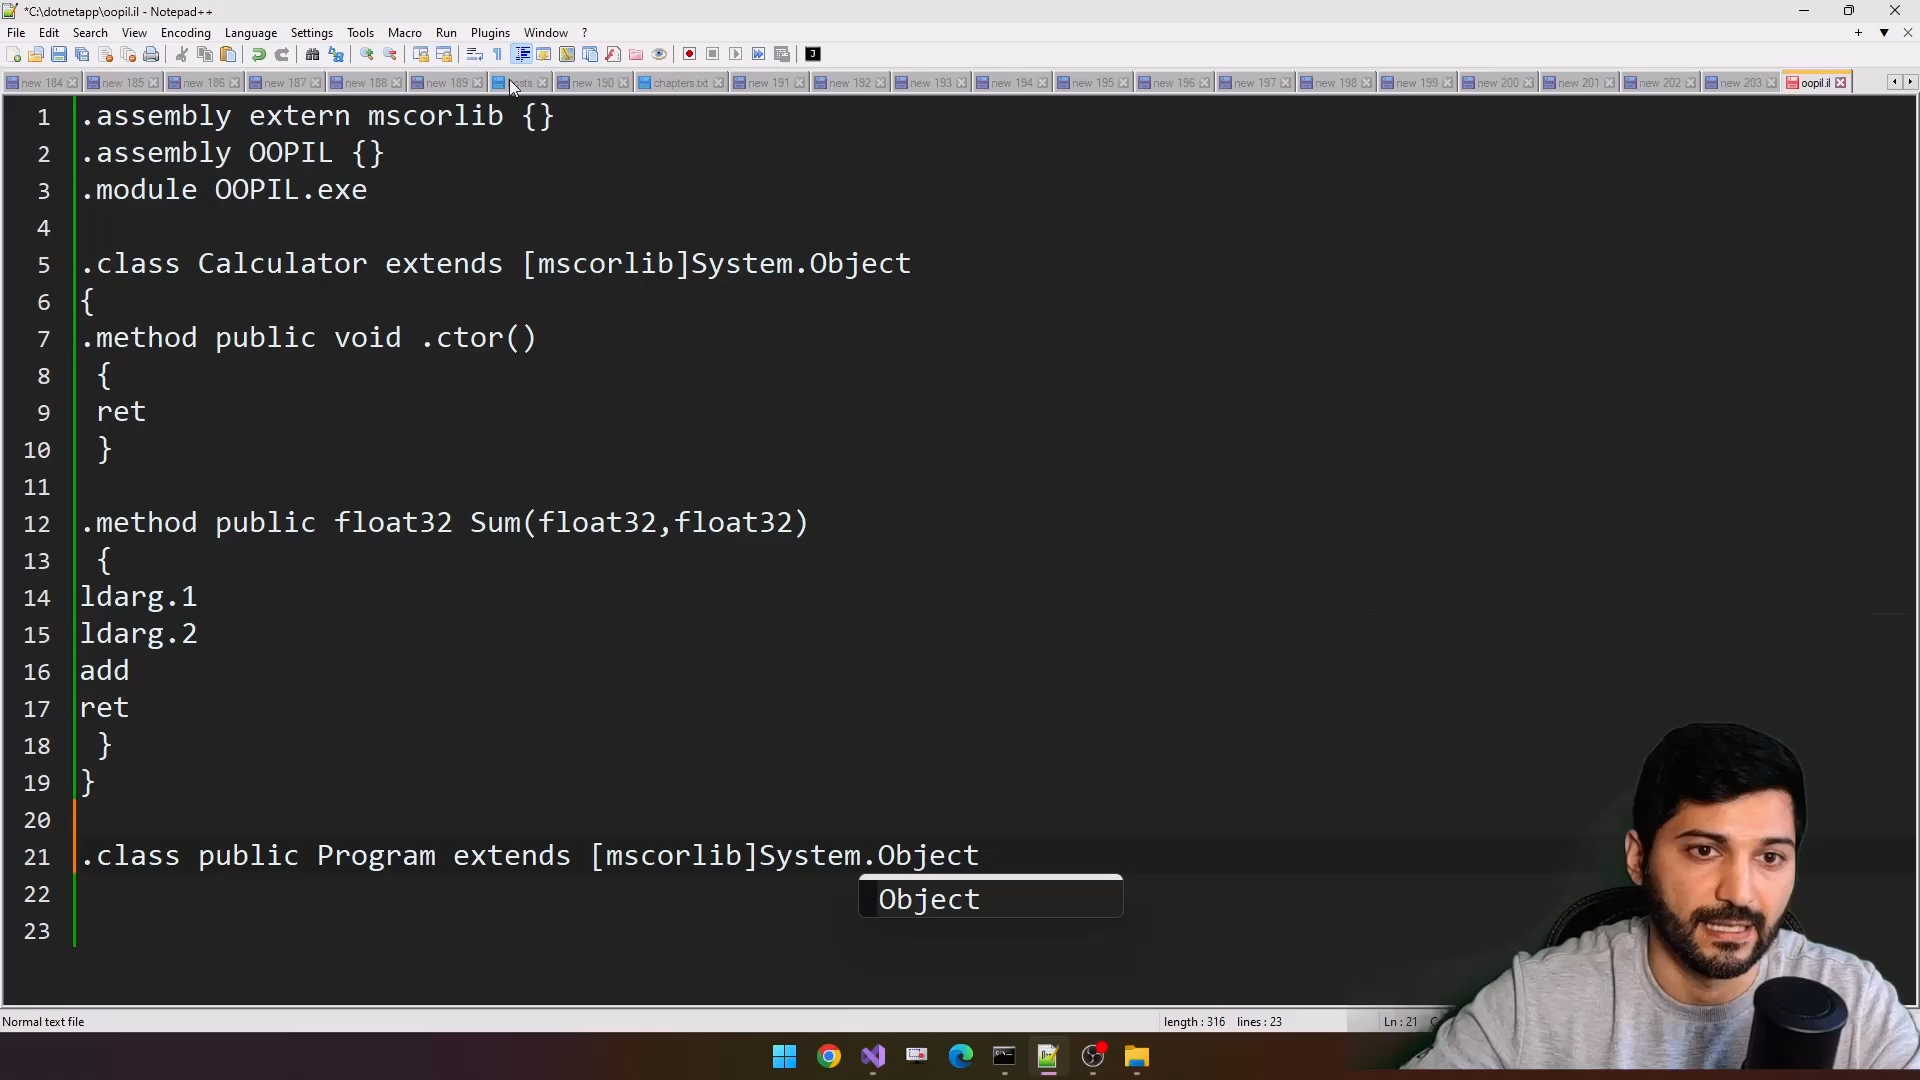 *C:\dotnetapp\oopil.il - Notepad++
File Edit Search View Encoding Language Settings Tools Macro Run Plugins Window ?
new 184 new 185 new 186 new 187 new 188 new 189 new 190 chapters.txt new 191 new 192 new 193 new 194 new 195 new 196 new 197 new 198 new 199 new 200 new 201 new 202 new 203 oopil.il
1 .assembly extern mscorlib {}
2 .assembly OOPIL {}
3 .module OOPIL.exe
4
5 .class Calculator extends [mscorlib]System.Object
6 {
7 .method public void .ctor()
8 {
9 ret
10 }
11
12 .method public float32 Sum(float32,float32)
13 {
14 ldarg.1
15 ldarg.2
16 add
17 ret
18 }
19 }
20
21 .class public Program extends [mscorlib]System.Object
22 Object
23
Normal text file length : 316 lines : 23 Ln : 21